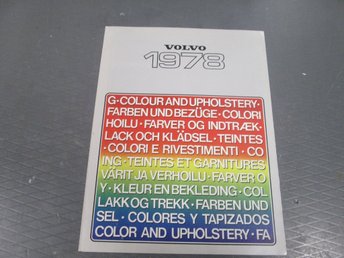 VOLVO
1978
G·COLOUR AND UPHOLSTERY·
FARBEN UND BEZÜGE·COLORI
HOILU·FARVER OG INDTRÆK·
LACK OCH KLÄDSEL·TEINTES
·COLORI E RIVESTIMENTI·CO
ING·TEINTES ET GARNITURES
VÄRIT JA VERHOILU·FARVER O
Y·KLEUR EN BEKLEDING·COL
LAKK OG TREKK·FARBEN UND
SEL·COLORES Y TAPIZADOS
COLOR AND UPHOLSTERY·FA